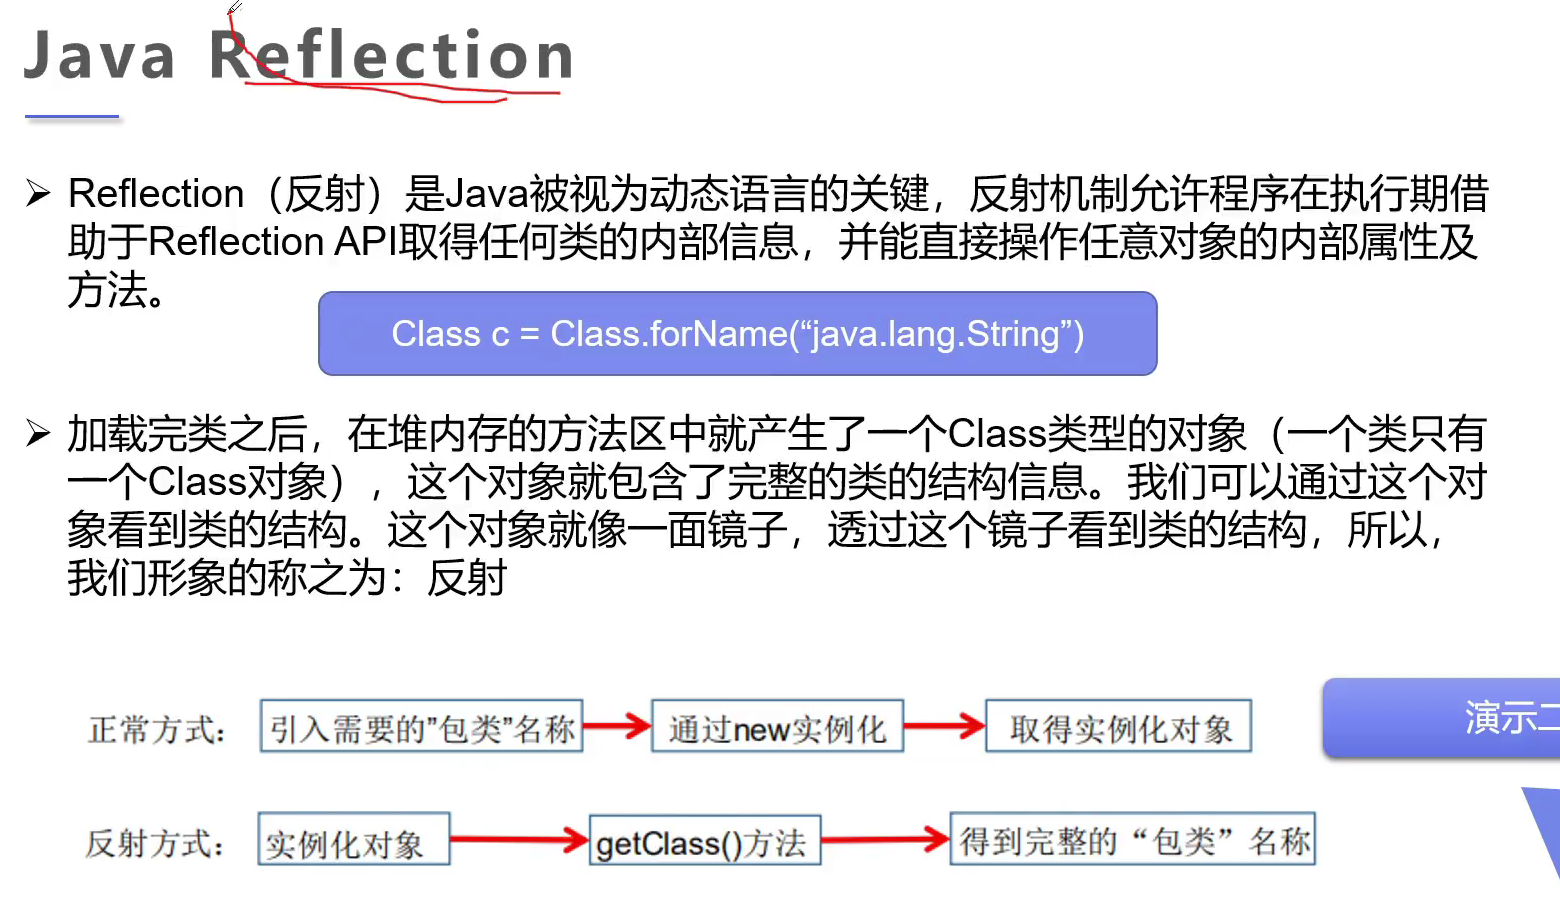 Java Reflection
Reflection（反射）是Java被视为动态语言的关键，反射机制允许程序在执行期借
助于Reflection API取得任何类的内部信息，并能直接操作任意对象的内部属性及
方法。
Class c = Class.forName(“java.lang.String”)
加载完类之后，在堆内存的方法区中就产生了一个Class类型的对象（一个类只有
一个Class对象），这个对象就包含了完整的类的结构信息。我们可以通过这个对
象看到类的结构。这个对象就像一面镜子，透过这个镜子看到类的结构，所以，
我们形象的称之为：反射
正常方式： 引入需要的”包类”名称 通过new实例化 取得实例化对象
演示二
反射方式： 实例化对象 getClass()方法 得到完整的“包类”名称